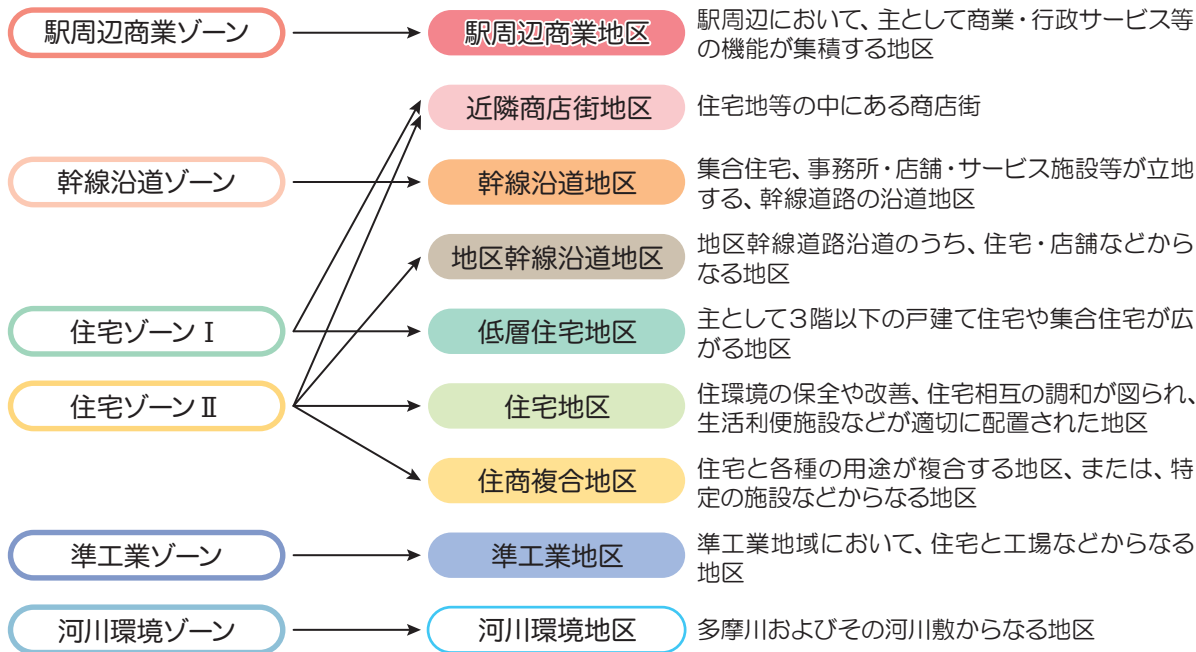 駅周辺商業ゾーン
駅周辺商業地区
駅周辺において、主として商業・行政サービス等
の機能が集積する地区
近隣商店街地区
住宅地等の中にある商店街
幹線沿道ゾーン
幹線沿道地区
集合住宅、事務所・店舗・サービス施設等が立地
する、幹線道路の沿道地区
地区幹線沿道地区
地区幹線道路沿道のうち、住宅・店舗などから
なる地区
住宅ゾーンⅠ
低層住宅地区
主として3階以下の戸建て住宅や集合住宅が広
がる地区
住宅ゾーンⅡ
住宅地区
住環境の保全や改善、住宅相互の調和が図られ、
生活利便施設などが適切に配置された地区
住商複合地区
住宅と各種の用途が複合する地区、または、特
定の施設などからなる地区
準工業ゾーン
準工業地区
準工業地域において、住宅と工場などからなる
地区
河川環境ゾーン
河川環境地区
多摩川およびその河川敷からなる地区